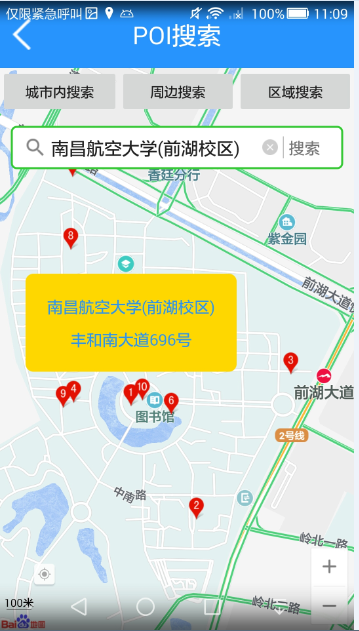 仅限紧急呼叫 100% 11:09
POI搜索
城市内搜索 周边搜索 区域搜索
南昌航空大学(前湖校区) 搜索
香廷分行
8
紫金园
前湖大道
南昌航空大学(前湖校区)
丰和南大道696号
3
9 4 1 10 6
前湖大道
图书馆
2号线
中南路
2
岭北一路
岭北二路
100米
Bai 地图